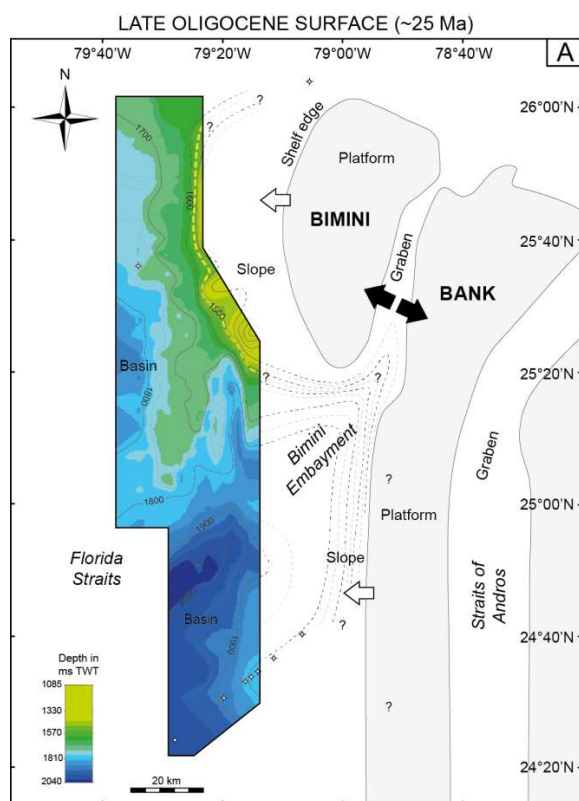 LATE OLIGOCENE SURFACE (~25 Ma)
79°40'W 79°20'W 79°00'W 78°40'W
A
N
26°00'N
25°40'N
25°20'N
25°00'N
24°40'N
24°20'N
?
?
Shelf edge
Platform
BIMINI
Graben
BANK
Slope
Basin
?
?
Bimini
Embayment
?
Platform
Graben
Straits of
Andros
Slope
?
?
Florida
Straits
Basin
1700
1600
1500
1800
1800
1900
1900
Depth in
ms TWT
1085
1330
1570
1810
2040
20 km